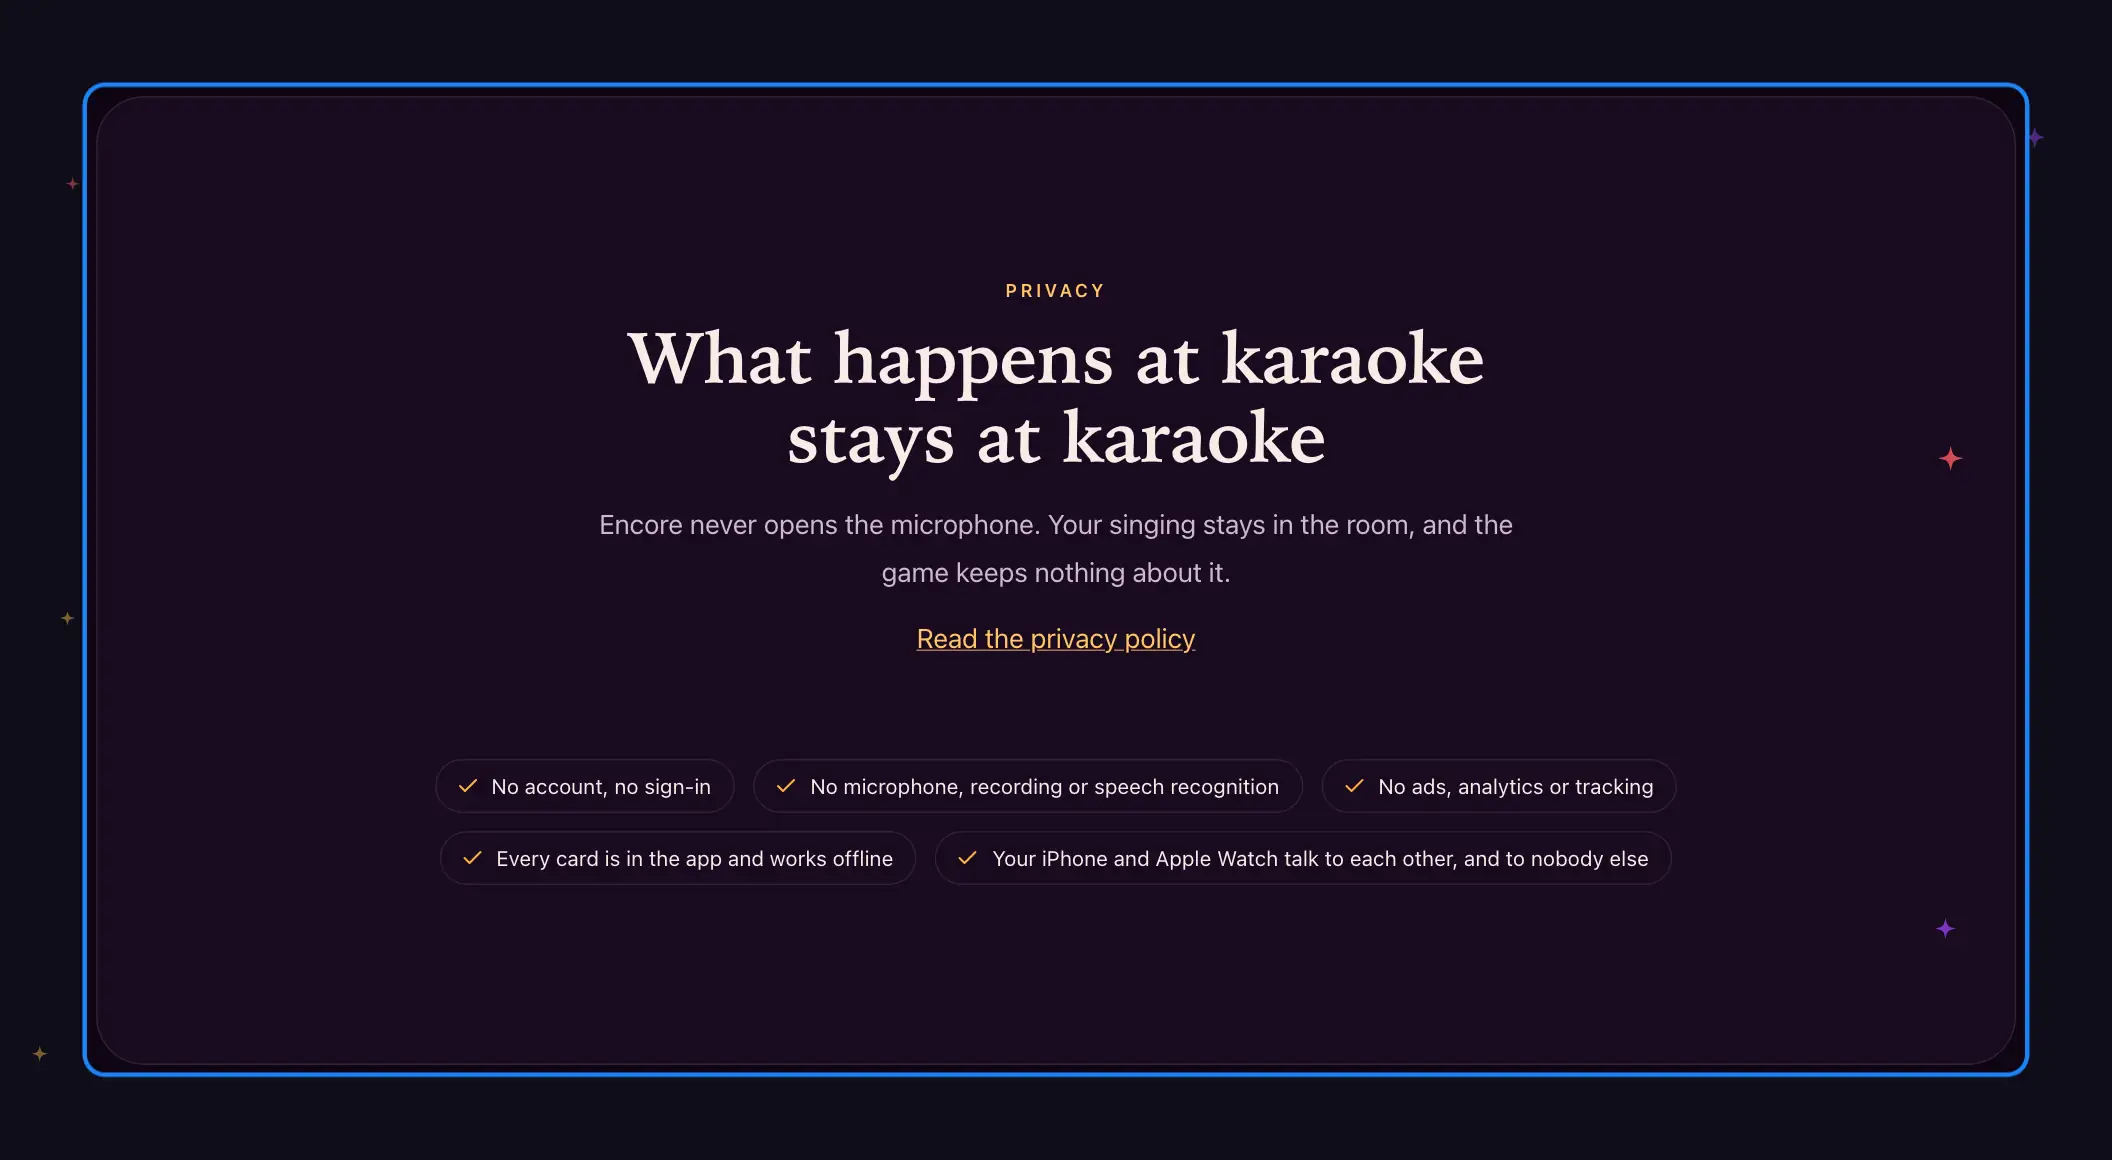 PRIVACY
What happens at karaoke
stays at karaoke
Encore never opens the microphone. Your singing stays in the room, and the
game keeps nothing about it.
Read the privacy policy
No account, no sign-in
No microphone, recording or speech recognition
No ads, analytics or tracking
Every card is in the app and works offline
Your iPhone and Apple Watch talk to each other, and to nobody else